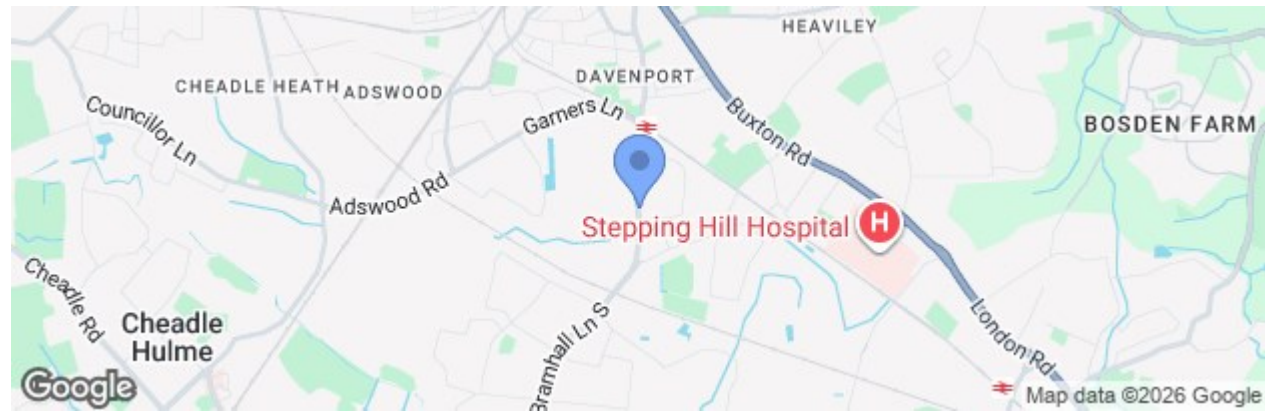 HEAVILEY
DAVENPORT
CHEADLE HEATH
ADSWOOD
Councillor Ln
Garners Ln
Buxton Rd
BOSDEN FARM
Adswood Rd
Stepping Hill Hospital
H
Cheadle Rd
Cheadle
Hulme
Bramhall Ln S
London Rd
Google
Map data ©2026 Google